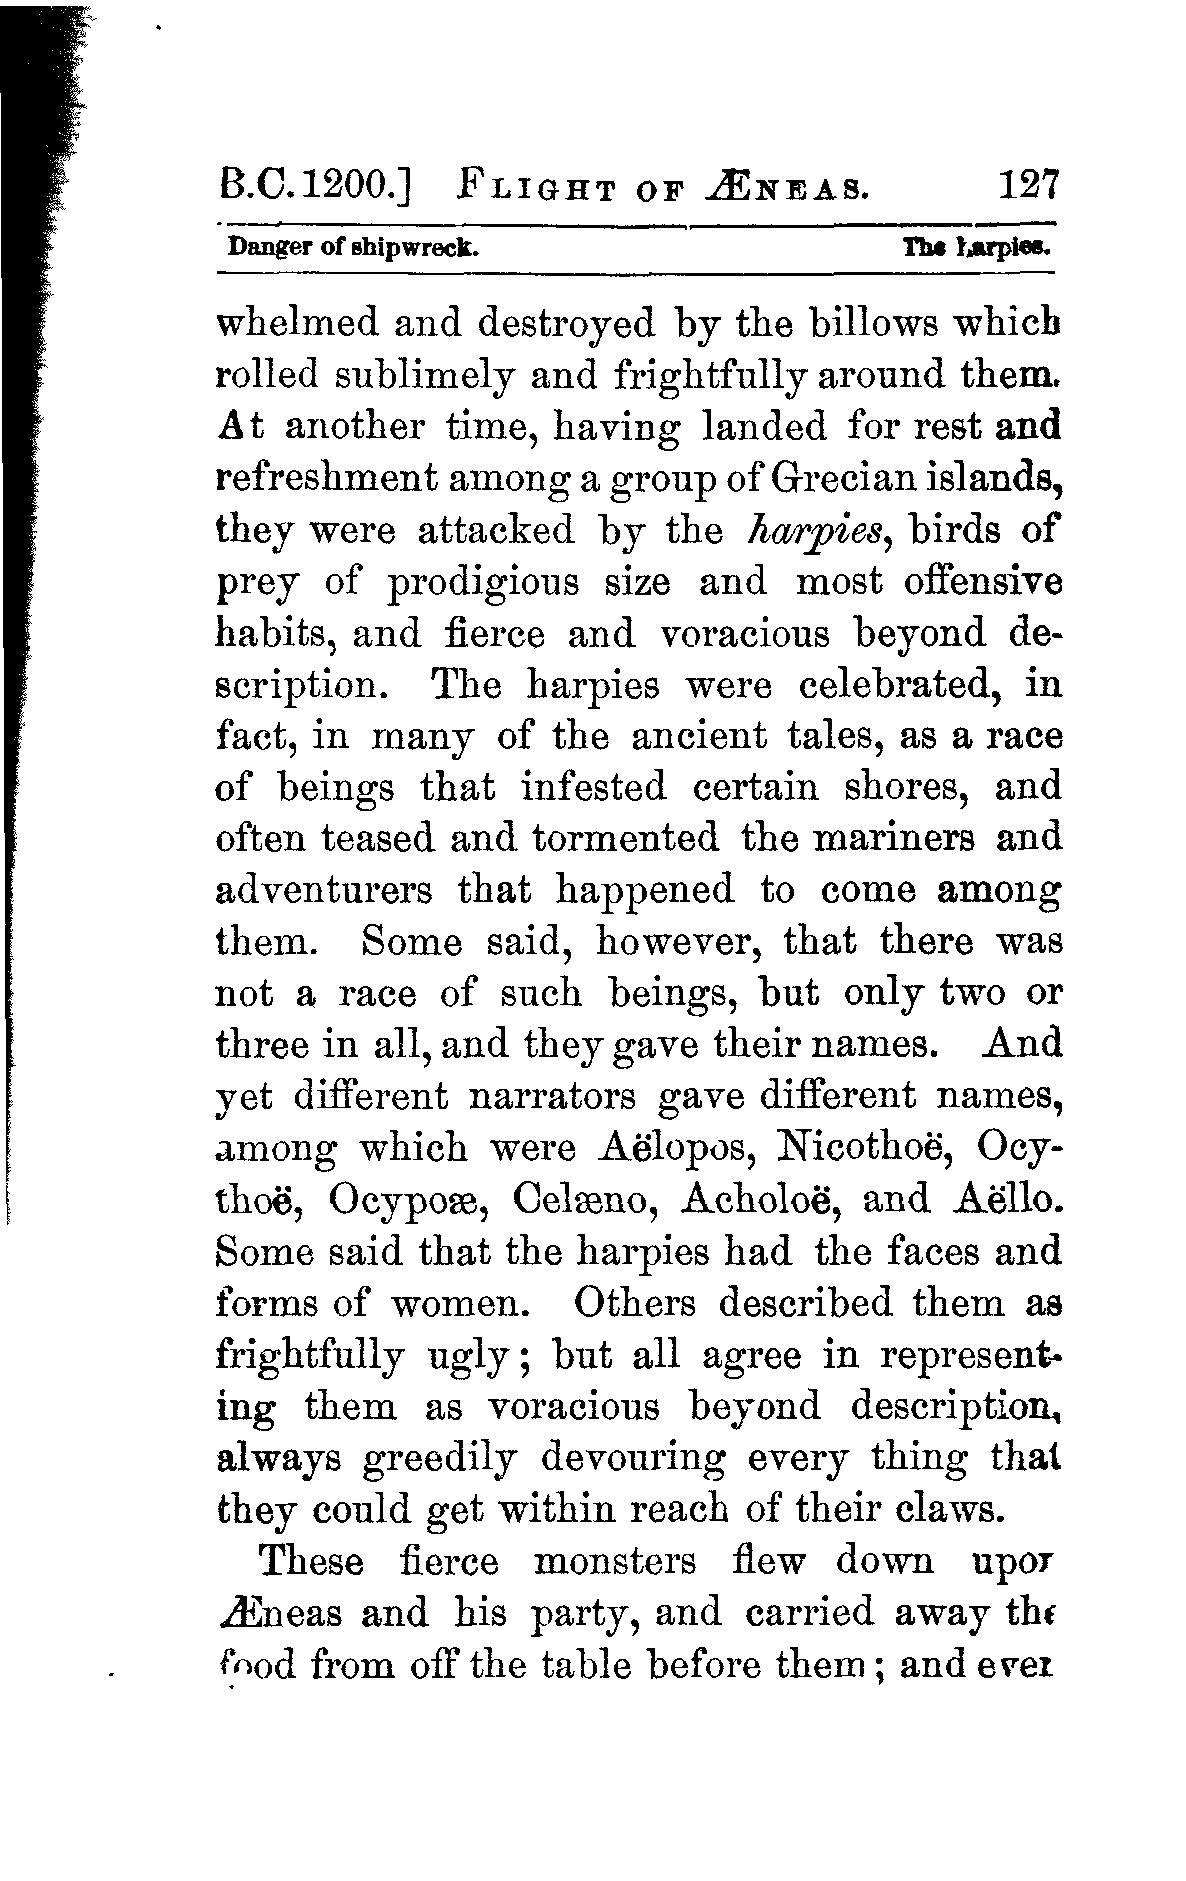 B.C. 1200.] FLIGHT OF ÆNEAS. 127
Danger of shipwreck. The harpies.
whelmed and destroyed by the billows which
rolled sublimely and frightfully around them.
At another time, having landed for rest and
refreshment among a group of Grecian islands,
they were attacked by the harpies, birds of
prey of prodigious size and most offensive
habits, and fierce and voracious beyond de-
scription. The harpies were celebrated, in
fact, in many of the ancient tales, as a race
of beings that infested certain shores, and
often teased and tormented the mariners and
adventurers that happened to come among
them. Some said, however, that there was
not a race of such beings, but only two or
three in all, and they gave their names. And
yet different narrators gave different names,
among which were Aëlopos, Nicothoë, Ocy-
thoë, Ocypoæ, Celæno, Acholoë, and Aëllo.
Some said that the harpies had the faces and
forms of women. Others described them as
frightfully ugly; but all agree in represent-
ing them as voracious beyond description,
always greedily devouring every thing that
they could get within reach of their claws.
These fierce monsters flew down upon
Æneas and his party, and carried away the
food from off the table before them; and even